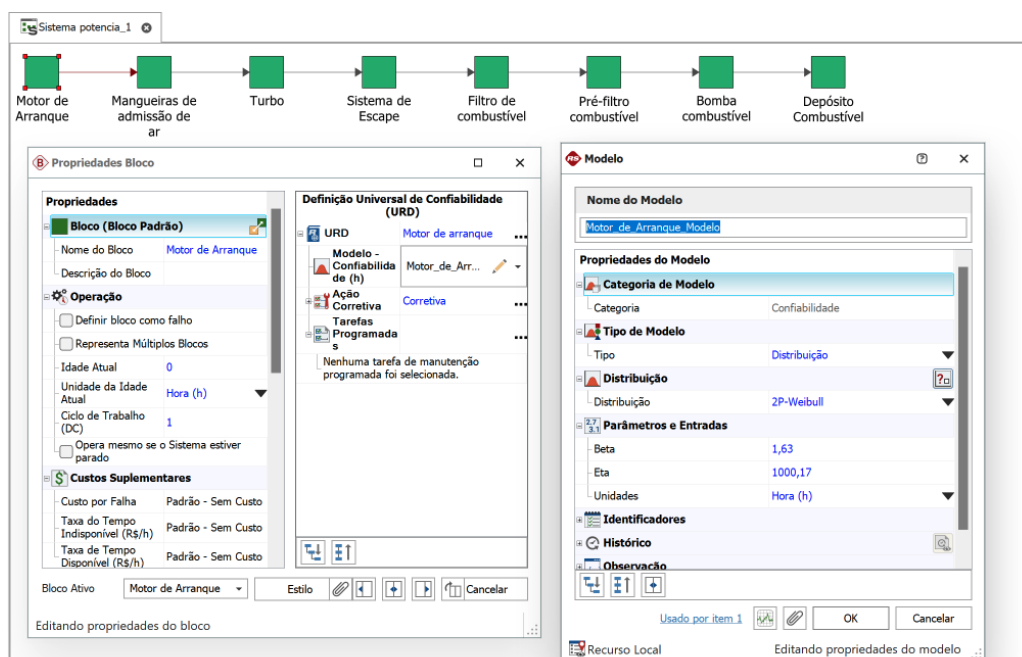 Sistema potencia_1
Motor de
Arranque
Mangueiras de
admissão de
ar
Turbo
Sistema de
Escape
Filtro de
combustível
Pré-filtro
combustível
Bomba
combustível
Depósito
Combustível
Propriedades Bloco
Propriedades
Bloco (Bloco Padrão)
Nome do Bloco Motor de Arranque
Descrição do Bloco
Operação
Definir bloco como falho
Representa Múltiplos Blocos
Idade Atual 0
Unidade da Idade
Atual Hora (h)
Ciclo de Trabalho
(DC) 1
Opera mesmo se o Sistema estiver
parado
Custos Suplementares
Custo por Falha Padrão - Sem Custo
Taxa do Tempo
Indisponível (R$/h) Padrão - Sem Custo
Taxa de Tempo
Disponível (R$/h) Padrão - Sem Custo
Definição Universal de Confiabilidade
(URD)
URD Motor de arranque ...
Modelo -
Confiabilida
de (h) Motor_de_Arr...
Ação
Corretiva Corretiva ...
Tarefas
Programada
s ...
Nenhuma tarefa de manutenção
programada foi selecionada.
Bloco Ativo Motor de Arranque Estilo Cancelar
Editando propriedades do bloco
RS Modelo
Nome do Modelo
Motor_de_Arranque_Modelo
Propriedades do Modelo
Categoria de Modelo
Categoria Confiabilidade
Tipo de Modelo
Tipo Distribuição
Distribuição
Distribuição 2P-Weibull
Parâmetros e Entradas
Beta 1,63
Eta 1000,17
Unidades Hora (h)
Identificadores
Histórico
Observação
Usado por item 1 OK Cancelar
Recurso Local Editando propriedades do modelo